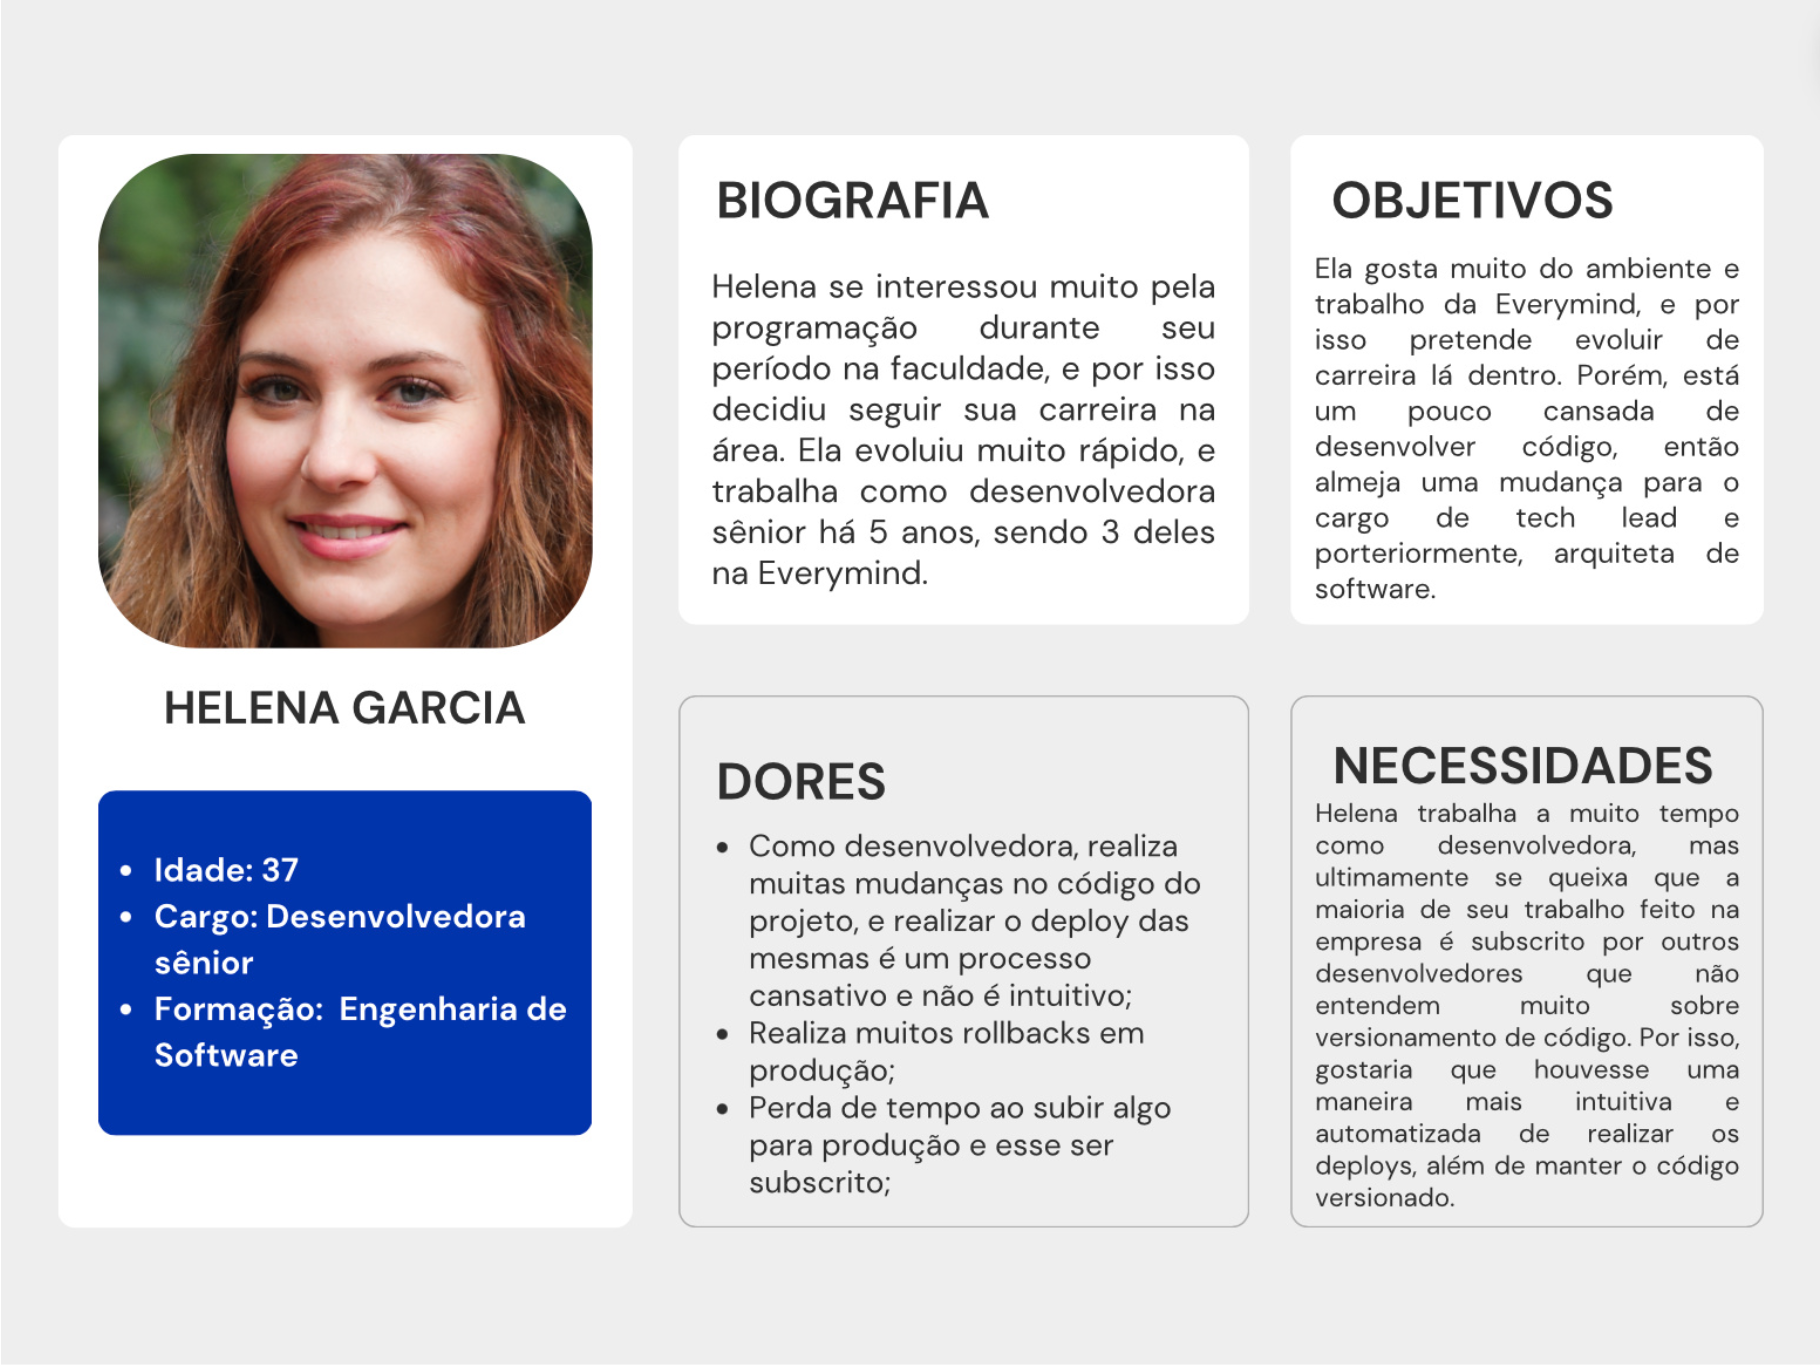 HELENA GARCIA
Idade: 37
Cargo: Desenvolvedora
sênior
Formação: Engenharia de
Software
BIOGRAFIA
Helena se interessou muito pela
programação durante seu
período na faculdade, e por isso
decidiu seguir sua carreira na
área. Ela evoluiu muito rápido, e
trabalha como desenvolvedora
sênior há 5 anos, sendo 3 deles
na Everymind.
OBJETIVOS
Ela gosta muito do ambiente e
trabalho da Everymind, e por
isso pretende evoluir de
carreira lá dentro. Porém, está
um pouco cansada de
desenvolver código, então
almeja uma mudança para o
cargo de tech lead e
porteriormente, arquiteta de
software.
DORES
Como desenvolvedora, realiza
muitas mudanças no código do
projeto, e realizar o deploy das
mesmas é um processo
cansativo e não é intuitivo;
Realiza muitos rollbacks em
produção;
Perda de tempo ao subir algo
para produção e esse ser
subscrito;
NECESSIDADES
Helena trabalha a muito tempo
como desenvolvedora, mas
ultimamente se queixa que a
maioria de seu trabalho feito na
empresa é subscrito por outros
desenvolvedores que não
entendem muito sobre
versionamento de código. Por isso,
gostaria que houvesse uma
maneira mais intuitiva e
automatizada de realizar os
deploys, além de manter o código
versionado.